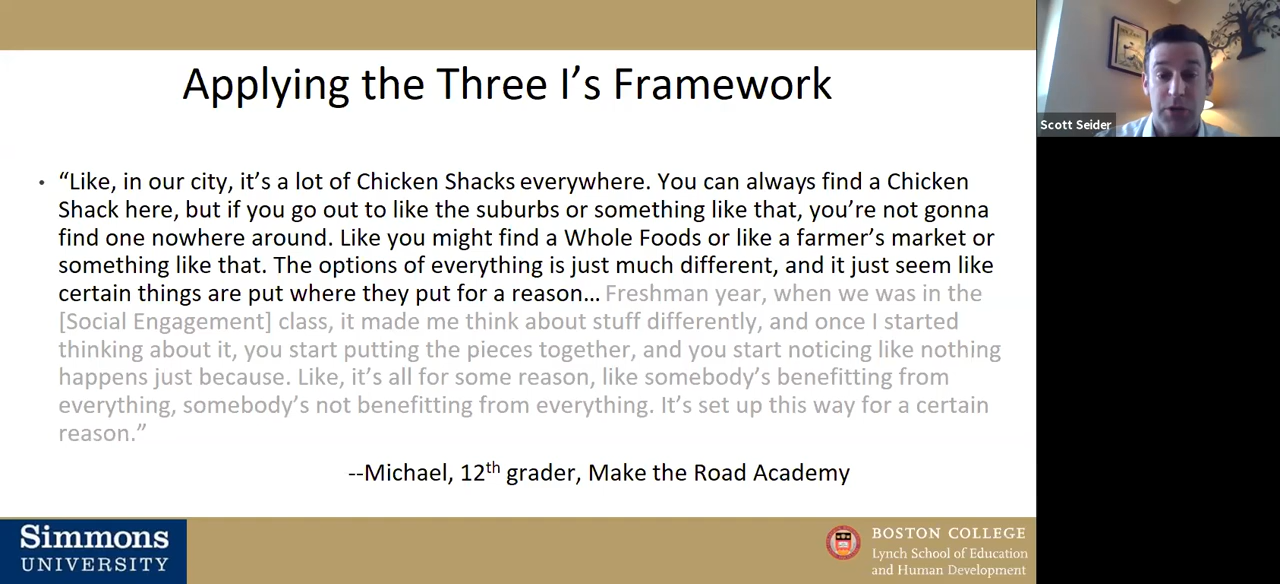 Applying the Three I’s Framework
Scott Seider
• “Like, in our city, it’s a lot of Chicken Shacks everywhere. You can always find a Chicken
Shack here, but if you go out to like the suburbs or something like that, you’re not gonna
find one nowhere around. Like you might find a Whole Foods or like a farmer’s market or
something like that. The options of everything is just much different, and it just seem like
certain things are put where they put for a reason… Freshman year, when we was in the
[Social Engagement] class, it made me think about stuff differently, and once I started
thinking about it, you start putting the pieces together, and you start noticing like nothing
happens just because. Like, it’s all for some reason, like somebody’s benefitting from
everything, somebody’s not benefitting from everything. It’s set up this way for a certain
reason.”
--Michael, 12th grader, Make the Road Academy
Simmons
UNIVERSITY
BOSTON COLLEGE
Lynch School of Education
and Human Development